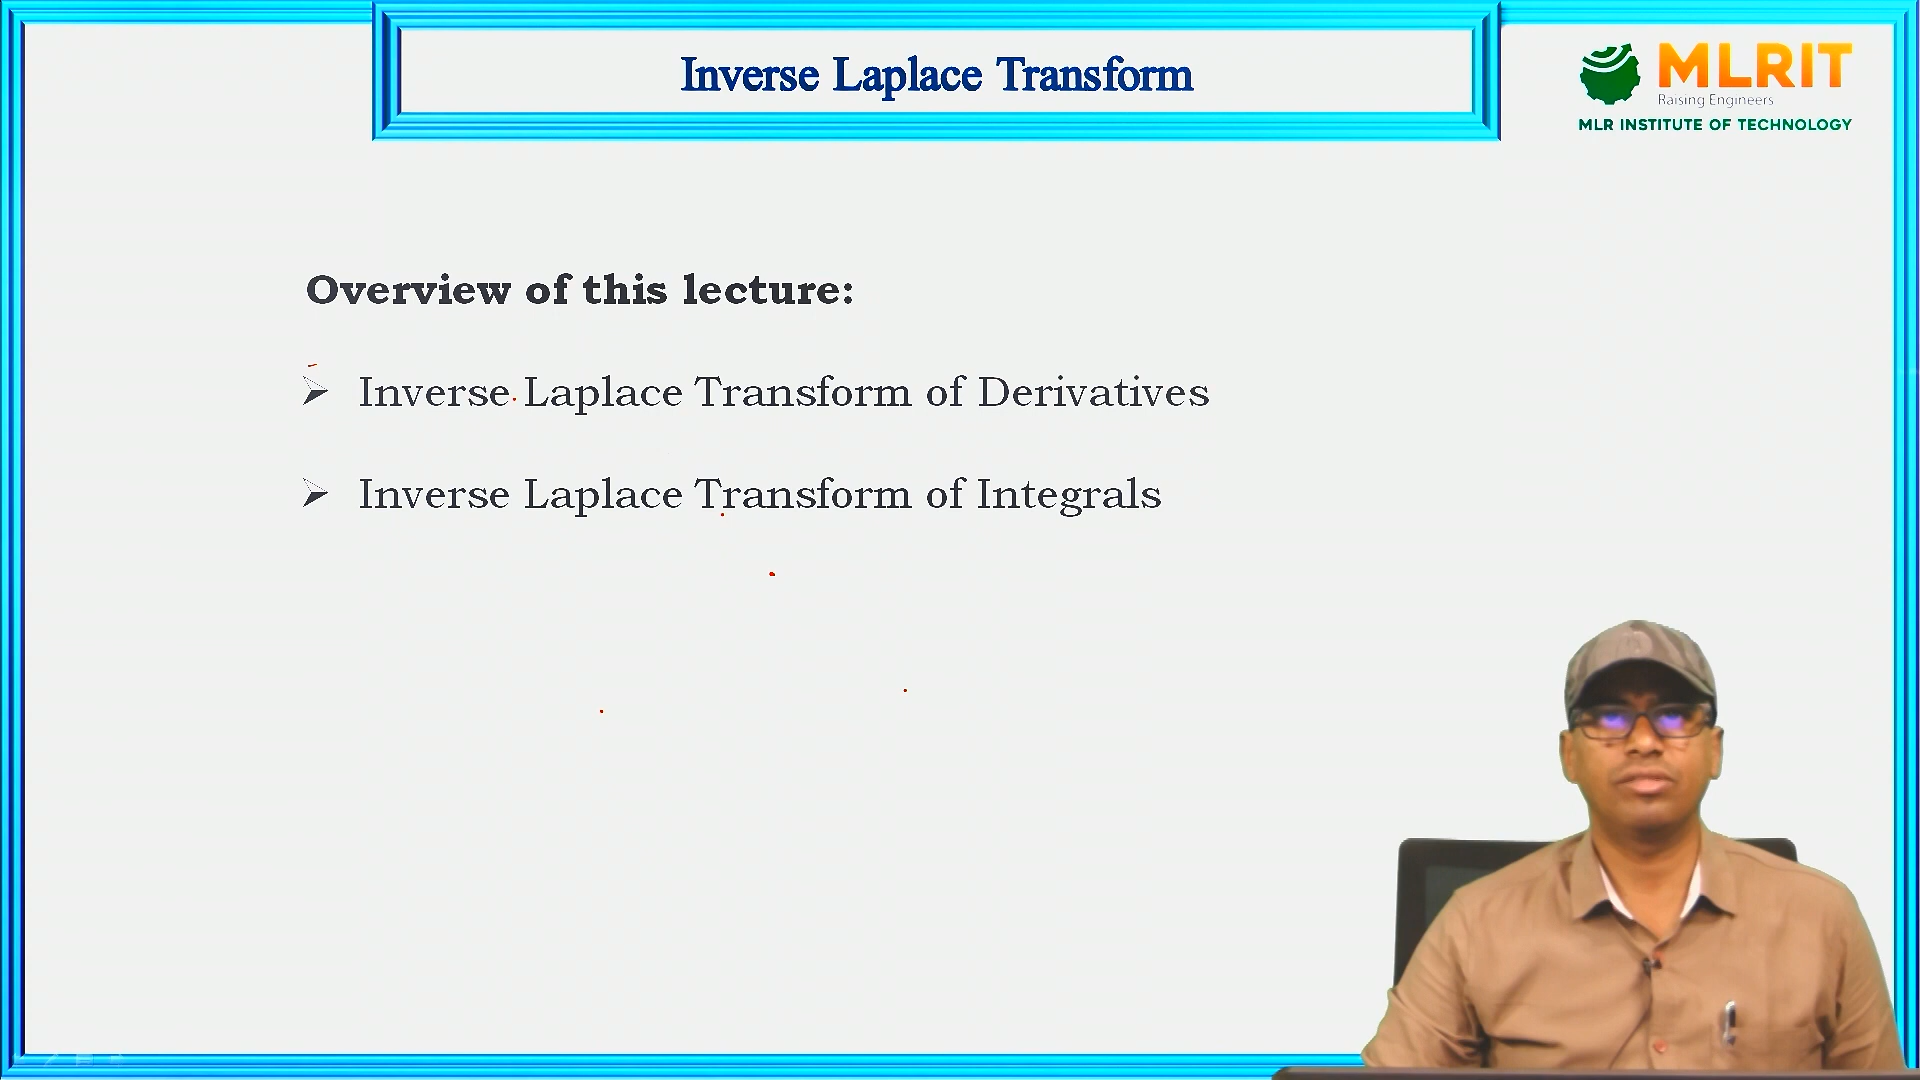 Inverse Laplace Transform
MLRIT
Raising Engineers
MLR INSTITUTE OF TECHNOLOGY
Overview of this lecture:
➢ Inverse Laplace Transform of Derivatives
➢ Inverse Laplace Transform of Integrals